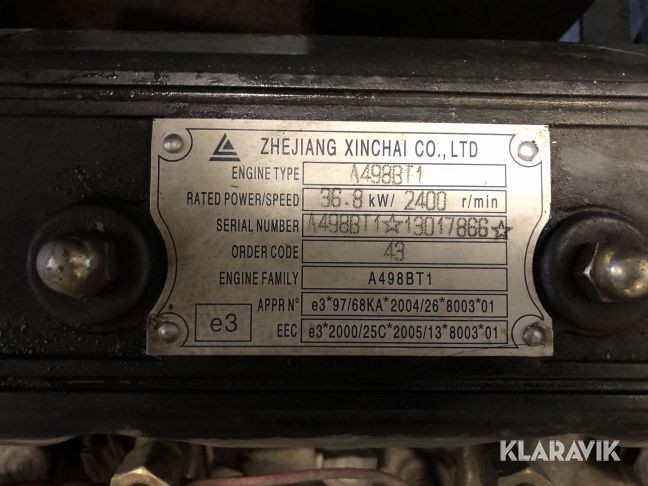 ZHEJIANG XINCHAI CO.,LTD
ENGINE TYPE A498BT1
RATED POWER/SPEED 36.8 kW/ 2400 r/min
SERIAL NUMBER A498BT1☆13017866☆
ORDER CODE 43
ENGINE FAMILY A498BT1
APPR N° e3*97/68KA*2004/26*8003*01
e3 EEC e3*2000/25C*2005/13*8003*01
KLARAVIK